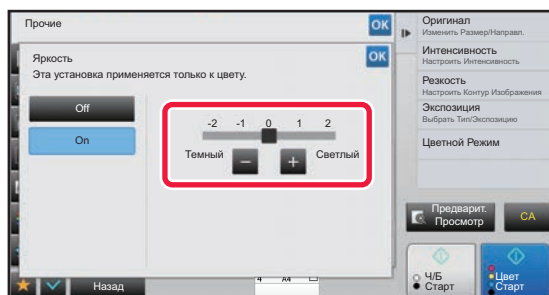 Прочие
OK
Яркость
OK
Эта установка применяется только к цвету.
Off
On
-2 -1 0 1 2
Темный
−
+
Светлый
Назад
4 A4
Оригинал
Изменить Размер/Направл.
Интенсивность
Настроить Интенсивность
Резкость
Настроить Контур Изображения
Экспозиция
Выбрать Тип/Экспозицию
Цветной Режим
Предварит.
Просмотр
CA
Ч/Б
Старт
Цвет
Старт